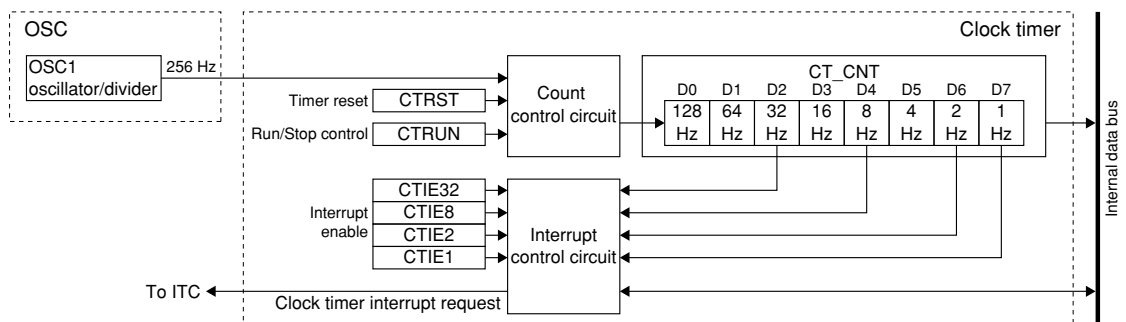 OSC
Clock timer
OSC1
oscillator/divider
256 Hz
Timer reset
CTRST
Run/Stop control
CTRUN
Count
control circuit
CT_CNT
D0 D1 D2 D3 D4 D5 D6 D7
128 64 32 16 8 4 2 1
Hz Hz Hz Hz Hz Hz Hz Hz
Internal data bus
Interrupt
enable
CTIE32
CTIE8
CTIE2
CTIE1
Interrupt
control circuit
To ITC
Clock timer interrupt request